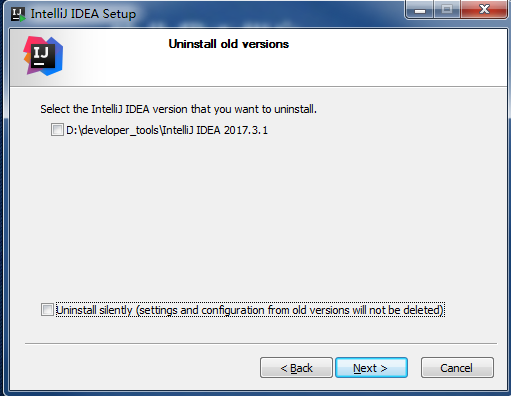 IntelliJ IDEA Setup
IJ
Uninstall old versions
Select the IntelliJ IDEA version that you want to uninstall.
D:\developer_tools\IntelliJ IDEA 2017.3.1
Uninstall silently (settings and configuration from old versions will not be deleted)
< Back
Next >
Cancel